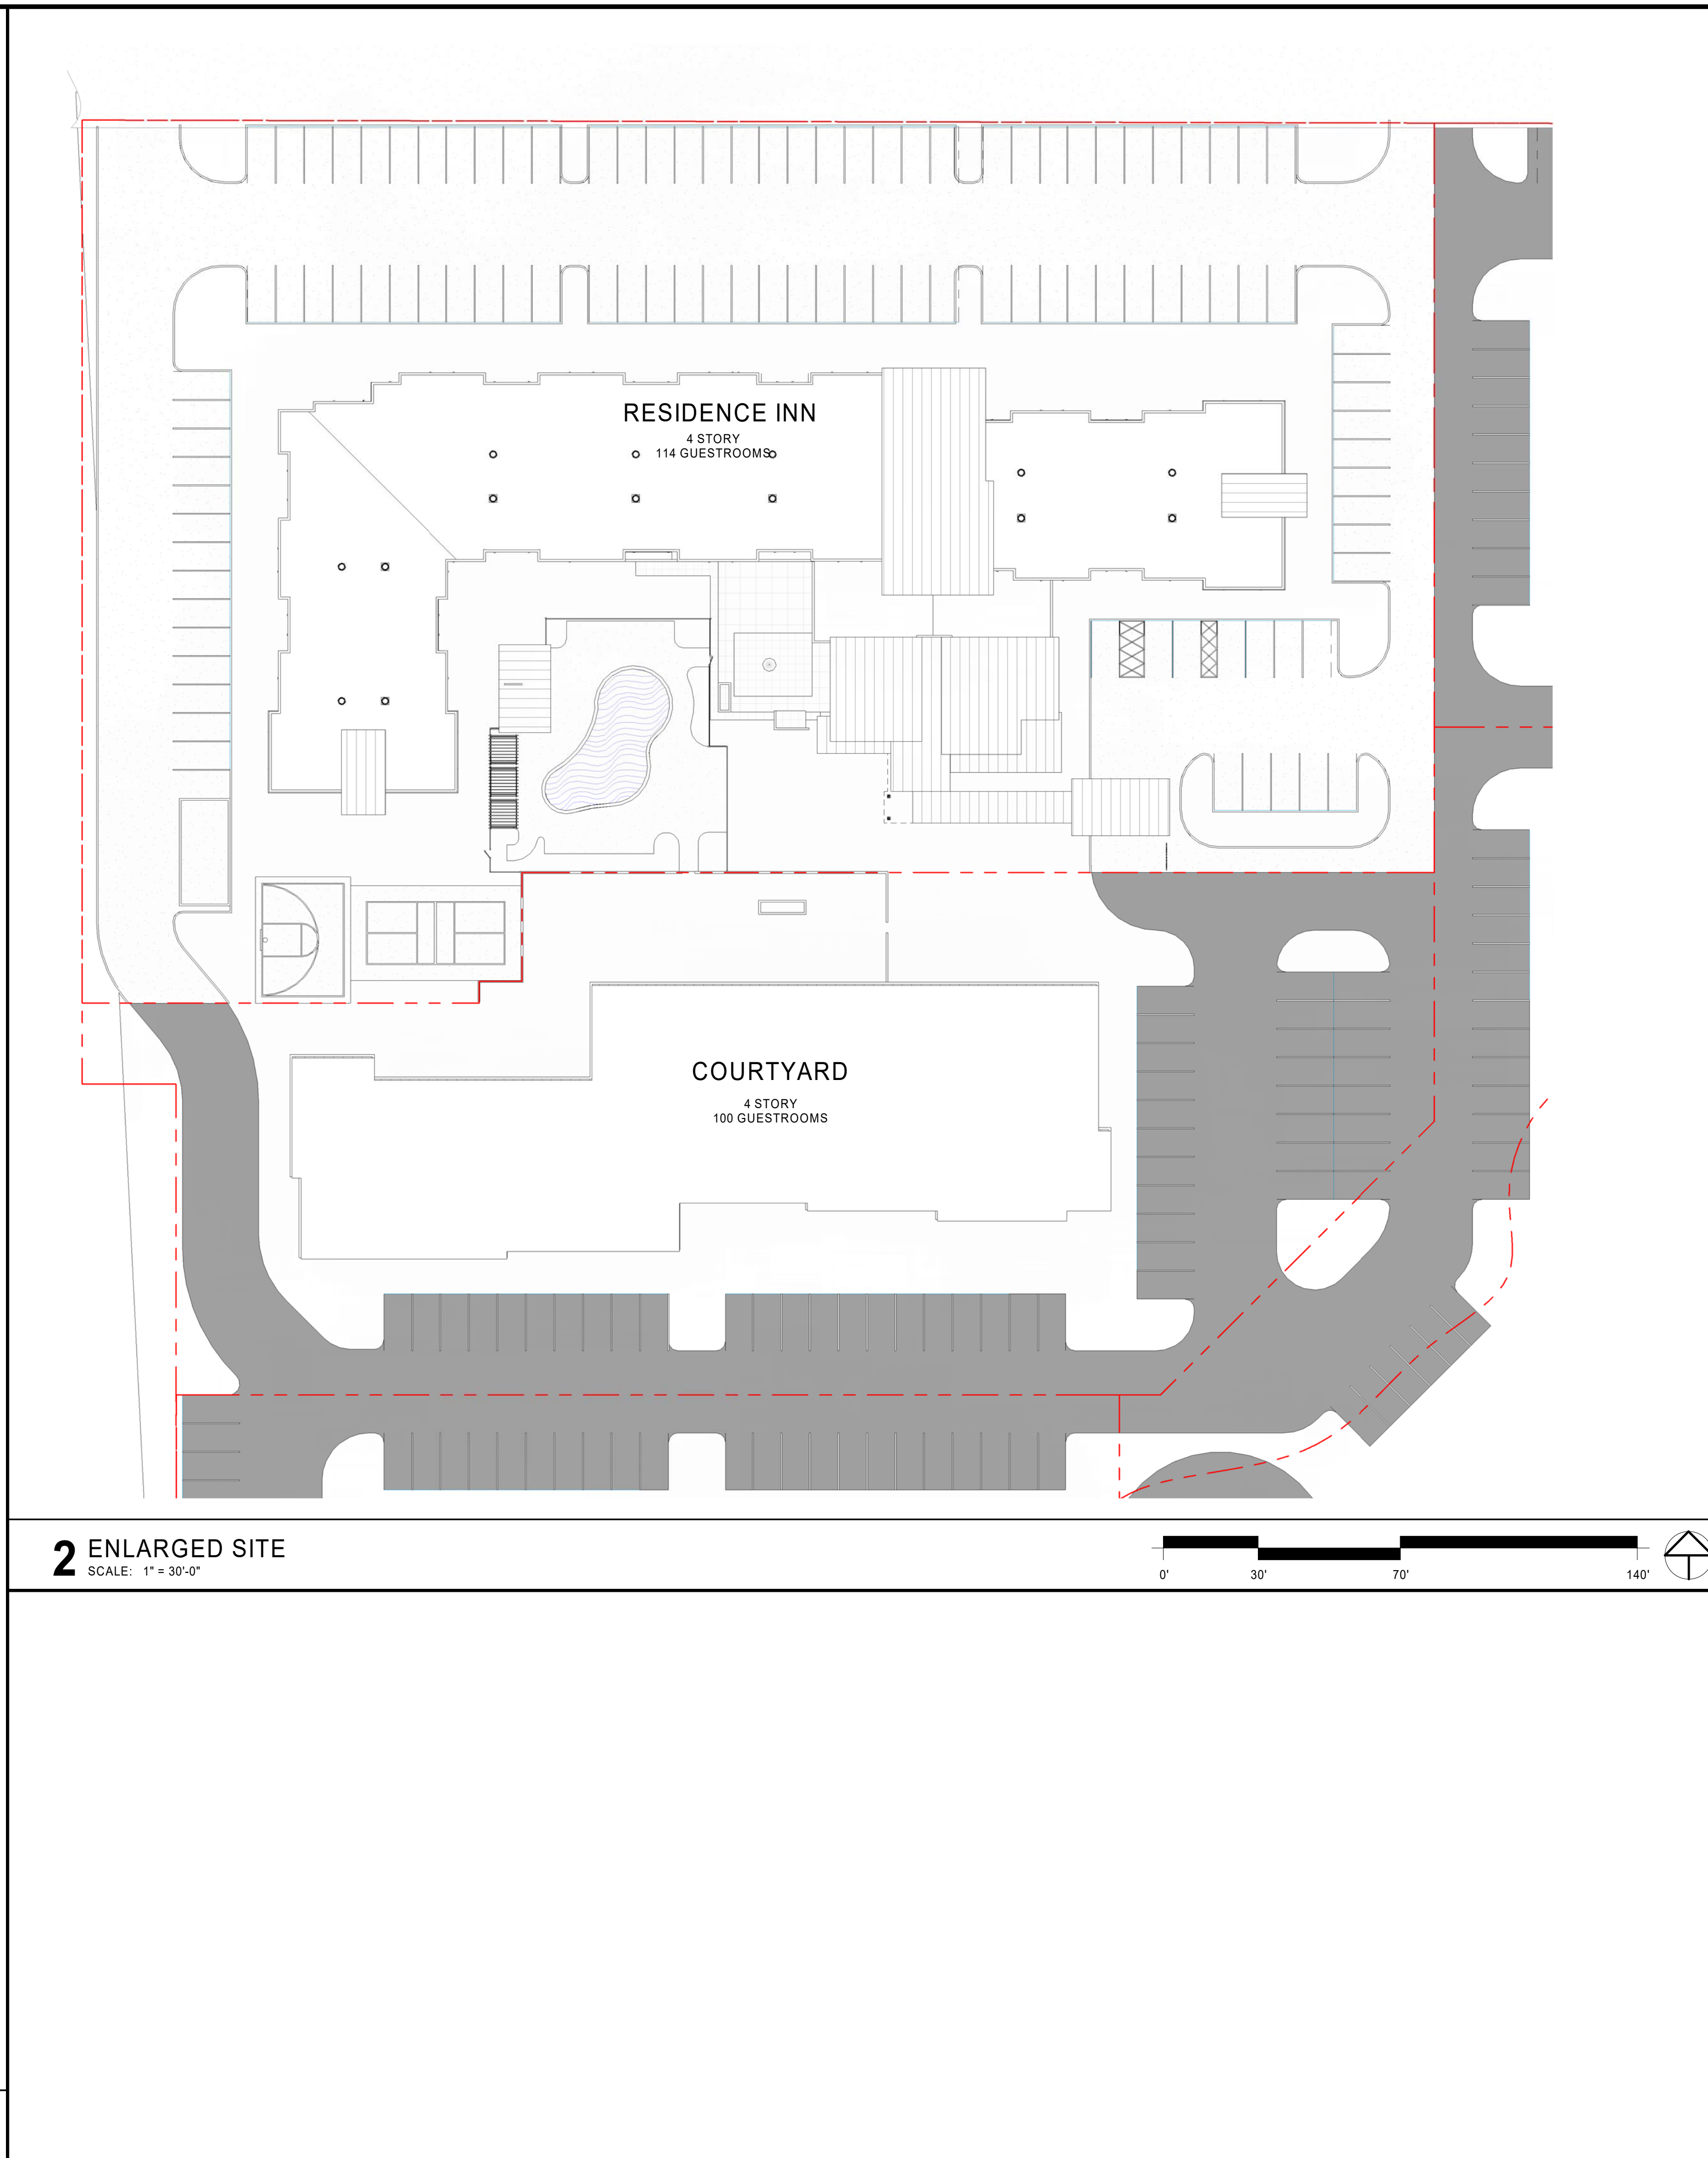 RESIDENCE INN
4 STORY
114 GUESTROOMS
COURTYARD
4 STORY
100 GUESTROOMS
2 ENLARGED SITE
SCALE: 1" = 30'-0"
0' 30' 70' 140'